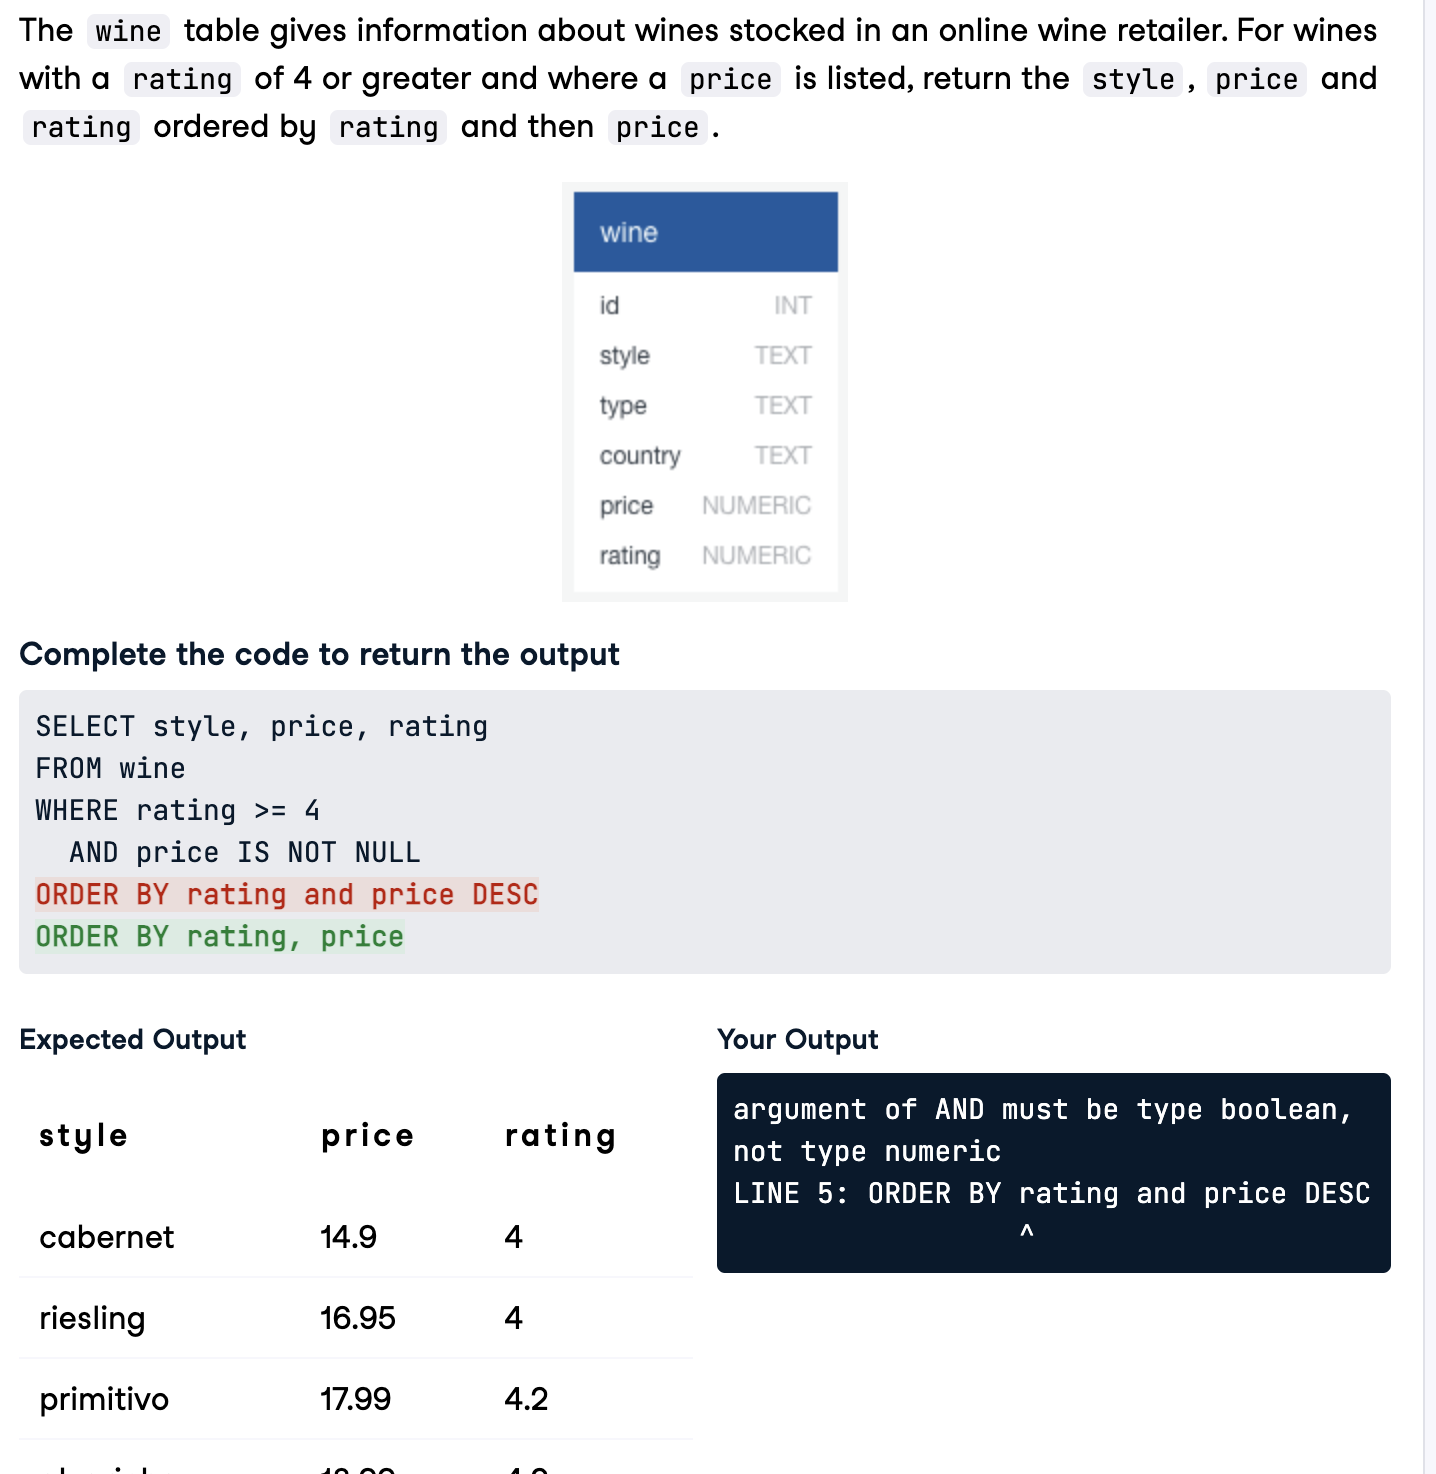 The wine table gives information about wines stocked in an online wine retailer. For wines
with a rating of 4 or greater and where a price is listed, return the style, price and
rating ordered by rating and then price.
wine
id INT
style TEXT
type TEXT
country TEXT
price NUMERIC
rating NUMERIC
Complete the code to return the output
SELECT style, price, rating
FROM wine
WHERE rating >= 4
  AND price IS NOT NULL
ORDER BY rating and price DESC
ORDER BY rating, price
Expected Output
style price rating
cabernet 14.9 4
riesling 16.95 4
primitivo 17.99 4.2
Your Output
argument of AND must be type boolean,
not type numeric
LINE 5: ORDER BY rating and price DESC
^